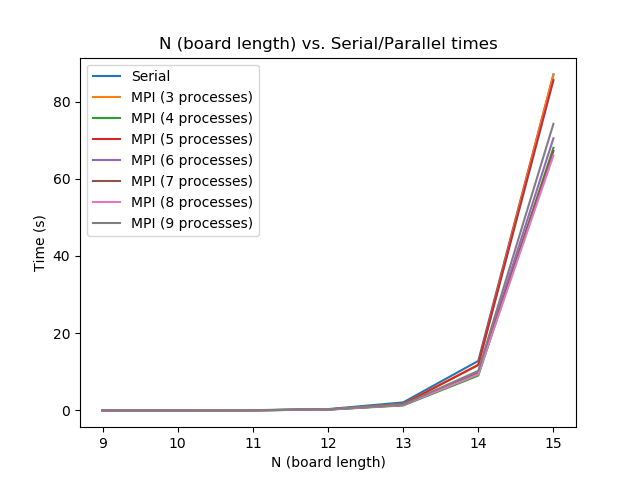 N (board length) vs. Serial/Parallel times
Serial
MPI (3 processes)
MPI (4 processes)
MPI (5 processes)
MPI (6 processes)
MPI (7 processes)
MPI (8 processes)
MPI (9 processes)
Time (s)
80
60
40
20
0
9 10 11 12 13 14 15
N (board length)